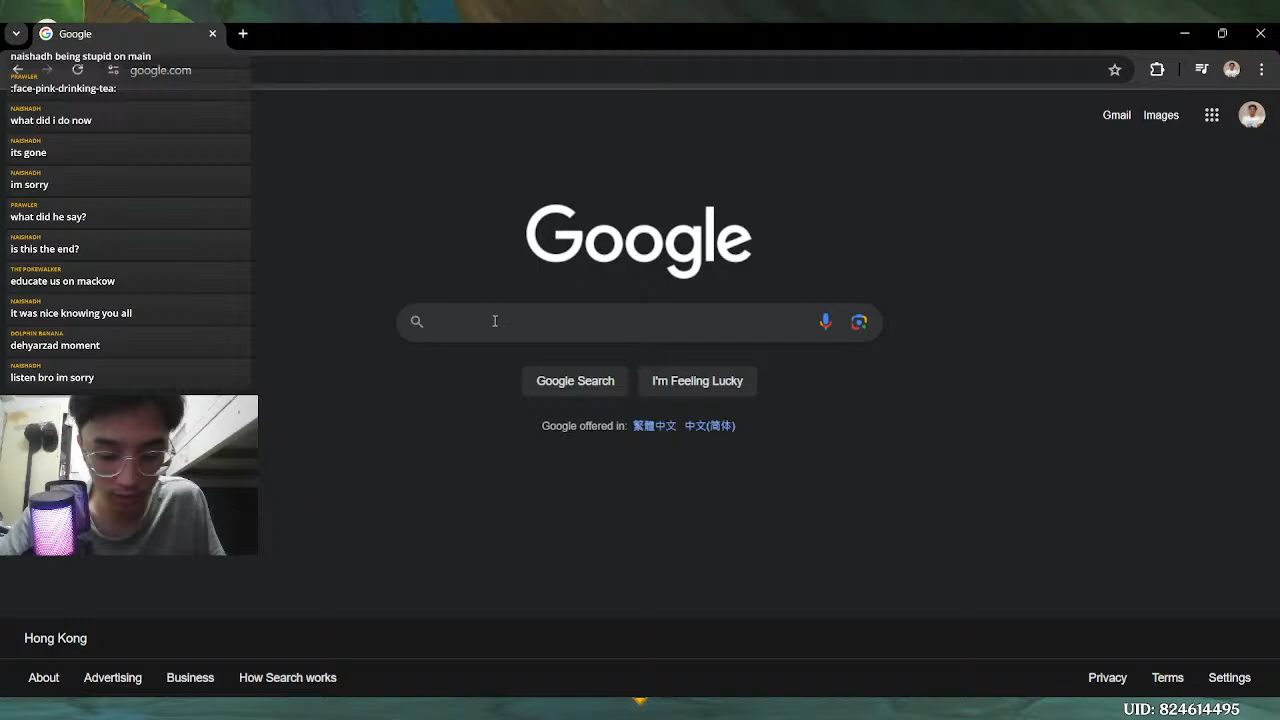 Google
naishadh being stupid on main
google.com
PRAWLER
:face-pink-drinking-tea:
NAISHADH
what did i do now
NAISHADH
its gone
NAISHADH
im sorry
PRAWLER
what did he say?
NAISHADH
is this the end?
THE POKEWALKER
educate us on mackow
NAISHADH
it was nice knowing you all
DOLPHIN BANANA
dehyarzad moment
NAISHADH
listen bro im sorry
Gmail Images
Google
Google Search I'm Feeling Lucky
Google offered in: 繁體中文 中文(简体)
Hong Kong
About Advertising Business How Search works Privacy Terms Settings
UID: 824614495